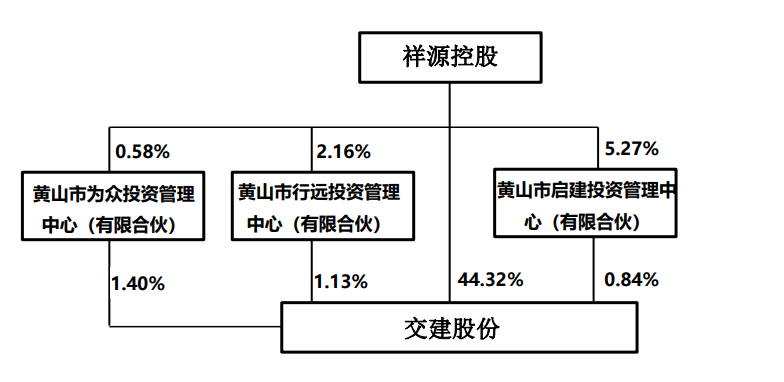 祥源控股
0.58%
2.16%
5.27%
黄山市为众投资管理
中心（有限合伙）
黄山市行远投资管理
中心（有限合伙）
黄山市启建投资管理中
心（有限合伙）
1.40%
1.13%
44.32%
0.84%
交建股份